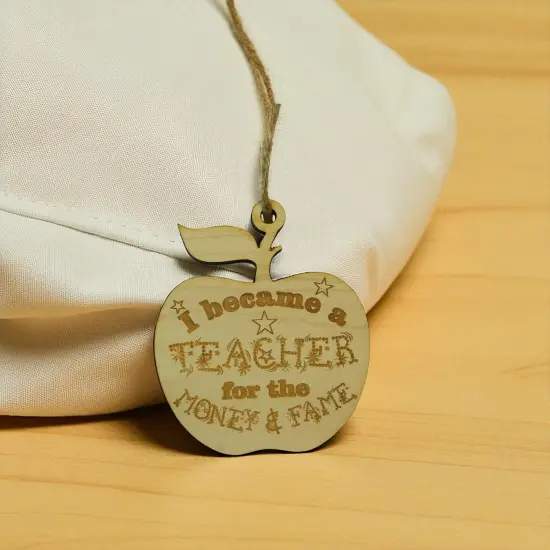 I became a
TEACHER
for the
MONEY & FAME